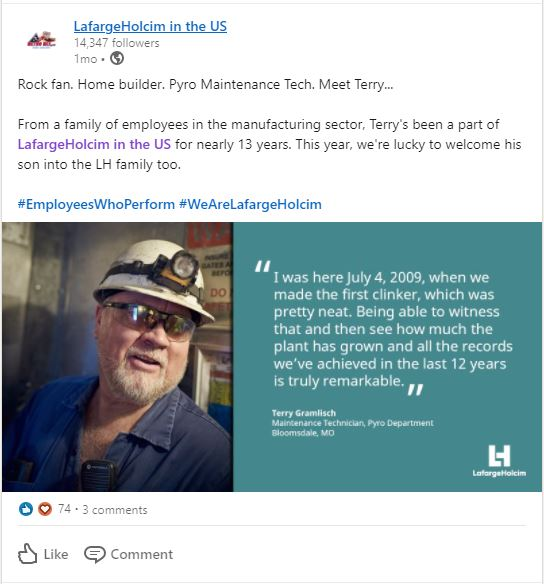 LafargeHolcim in the US
14,347 followers
1mo •
Rock fan. Home builder. Pyro Maintenance Tech. Meet Terry...
From a family of employees in the manufacturing sector, Terry's been a part of
LafargeHolcim in the US for nearly 13 years. This year, we're lucky to welcome his
son into the LH family too.
#EmployeesWhoPerform #WeAreLafargeHolcim
“I was here July 4, 2009, when we
made the first clinker, which was
pretty neat. Being able to witness
that and then see how much the
plant has grown and all the records
we've achieved in the last 12 years
is truly remarkable.”
Terry Gramlisch
Maintenance Technician, Pyro Department
Bloomsdale, MO
LH
LafargeHolcim
74 • 3 comments
Like Comment